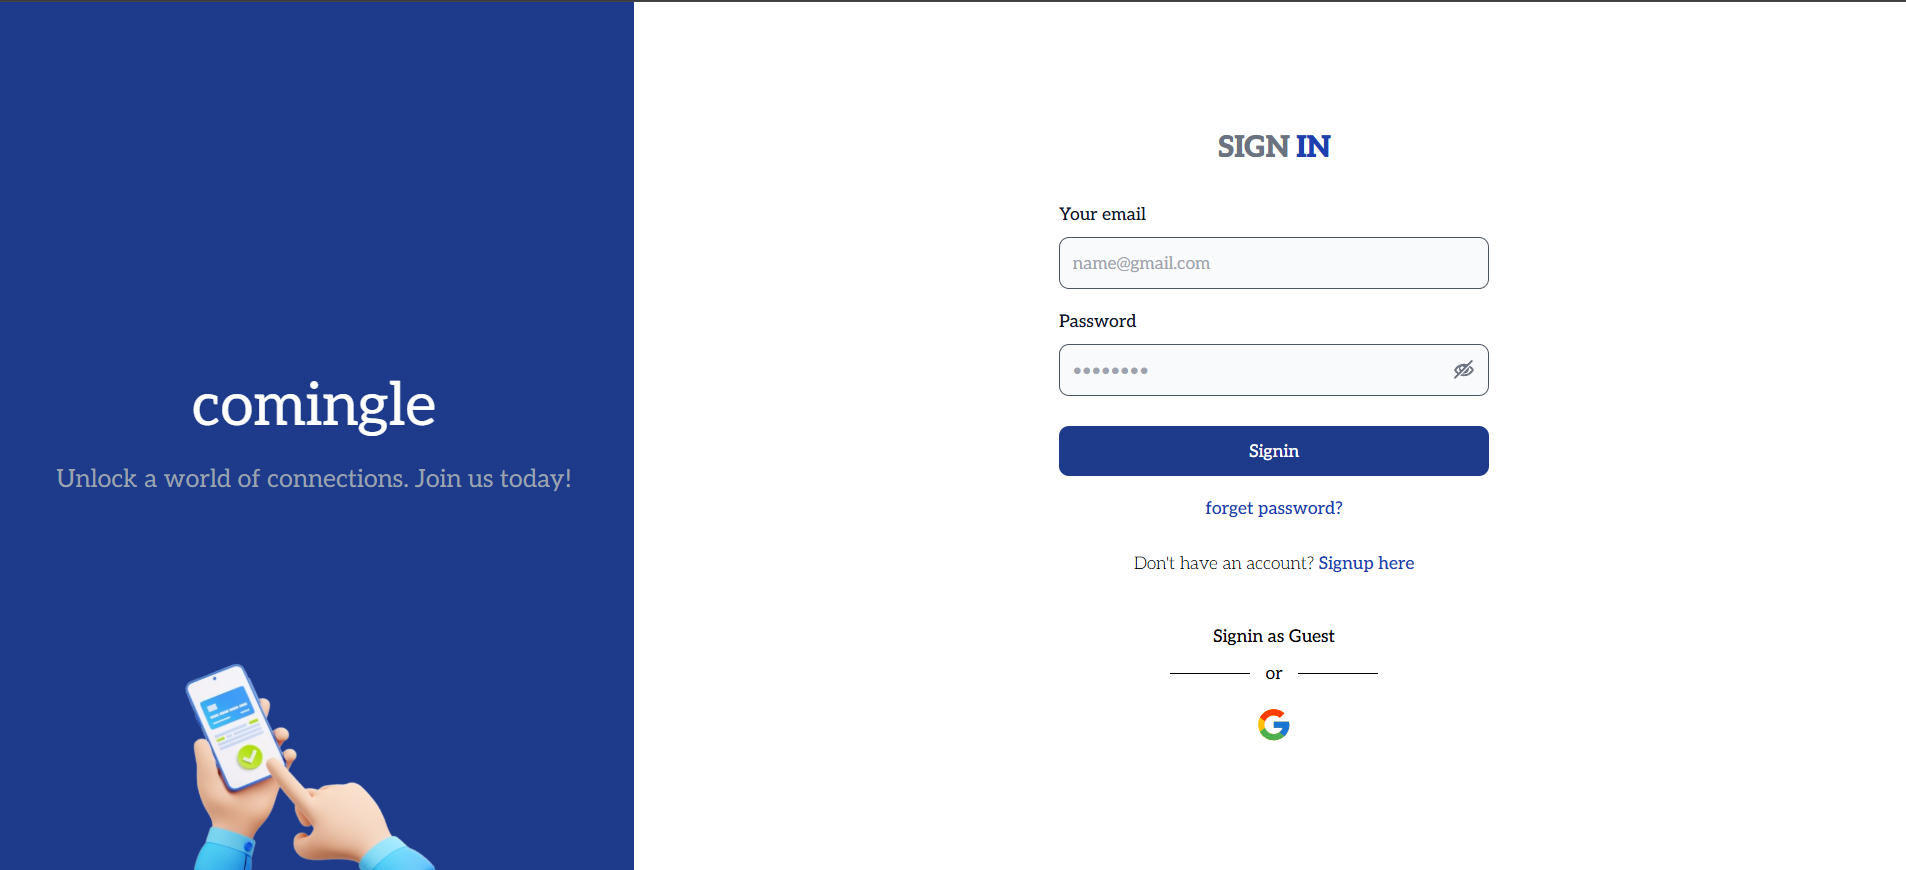 comingle
Unlock a world of connections. Join us today!
SIGN IN
Your email
name@gmail.com
Password
Signin
forget password?
Don't have an account? Signup here
Signin as Guest
or